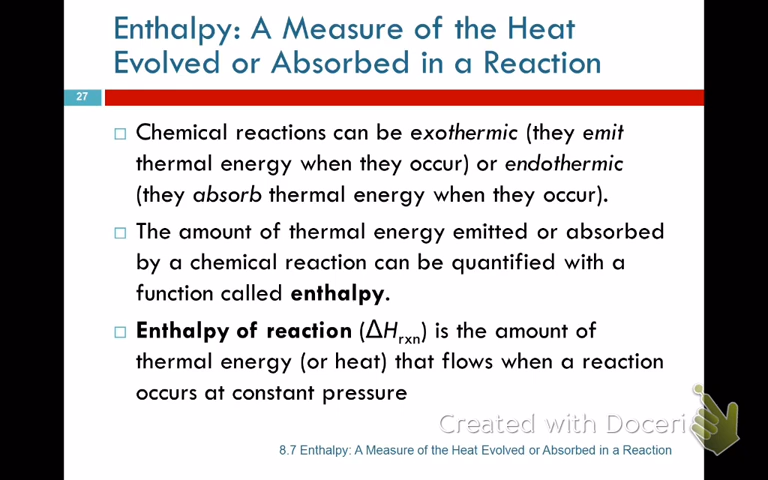 Enthalpy: A Measure of the Heat
Evolved or Absorbed in a Reaction
27
Chemical reactions can be exothermic (they emit
thermal energy when they occur) or endothermic
(they absorb thermal energy when they occur).
The amount of thermal energy emitted or absorbed
by a chemical reaction can be quantified with a
function called enthalpy.
Enthalpy of reaction (ΔHrxn) is the amount of
thermal energy (or heat) that flows when a reaction
occurs at constant pressure
Created with Doceri
8.7 Enthalpy: A Measure of the Heat Evolved or Absorbed in a Reaction